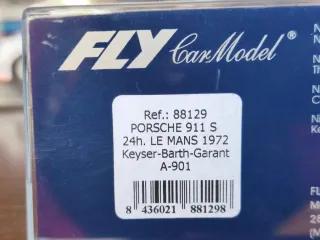 FLY Car Model®
Ref.: 88129
PORSCHE 911 S
24h. LE MANS 1972
Keyser-Barth-Garant
A-901
8 436021 881298